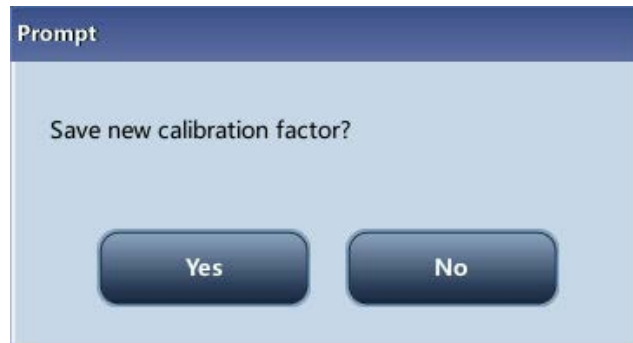 Prompt
Save new calibration factor?
Yes No